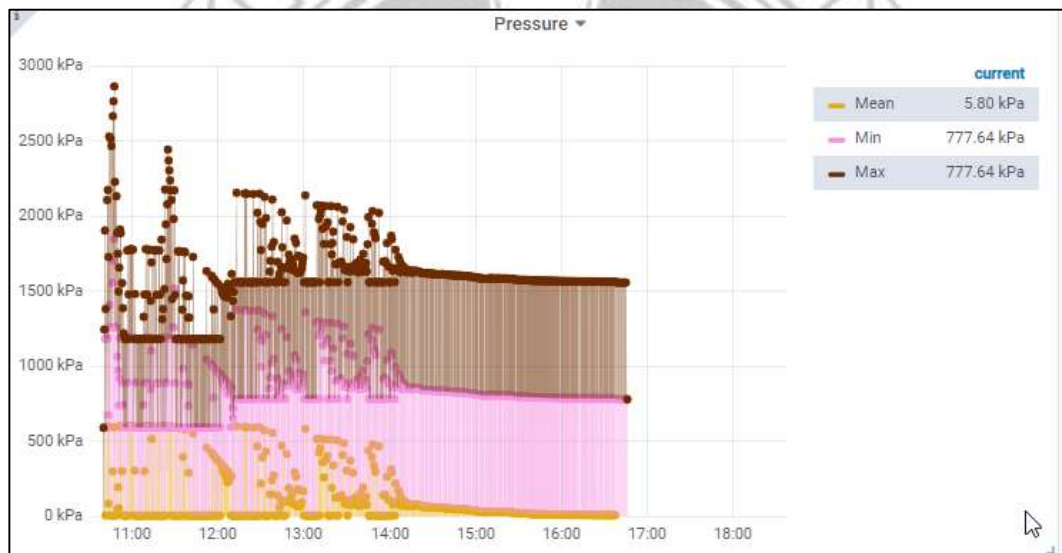 i
Pressure
3000 kPa
2500 kPa
2000 kPa
1500 kPa
1000 kPa
500 kPa
0 kPa
11:00 12:00 13:00 14:00 15:00 16:00 17:00 18:00
current
Mean 5.80 kPa
Min 777.64 kPa
Max 777.64 kPa